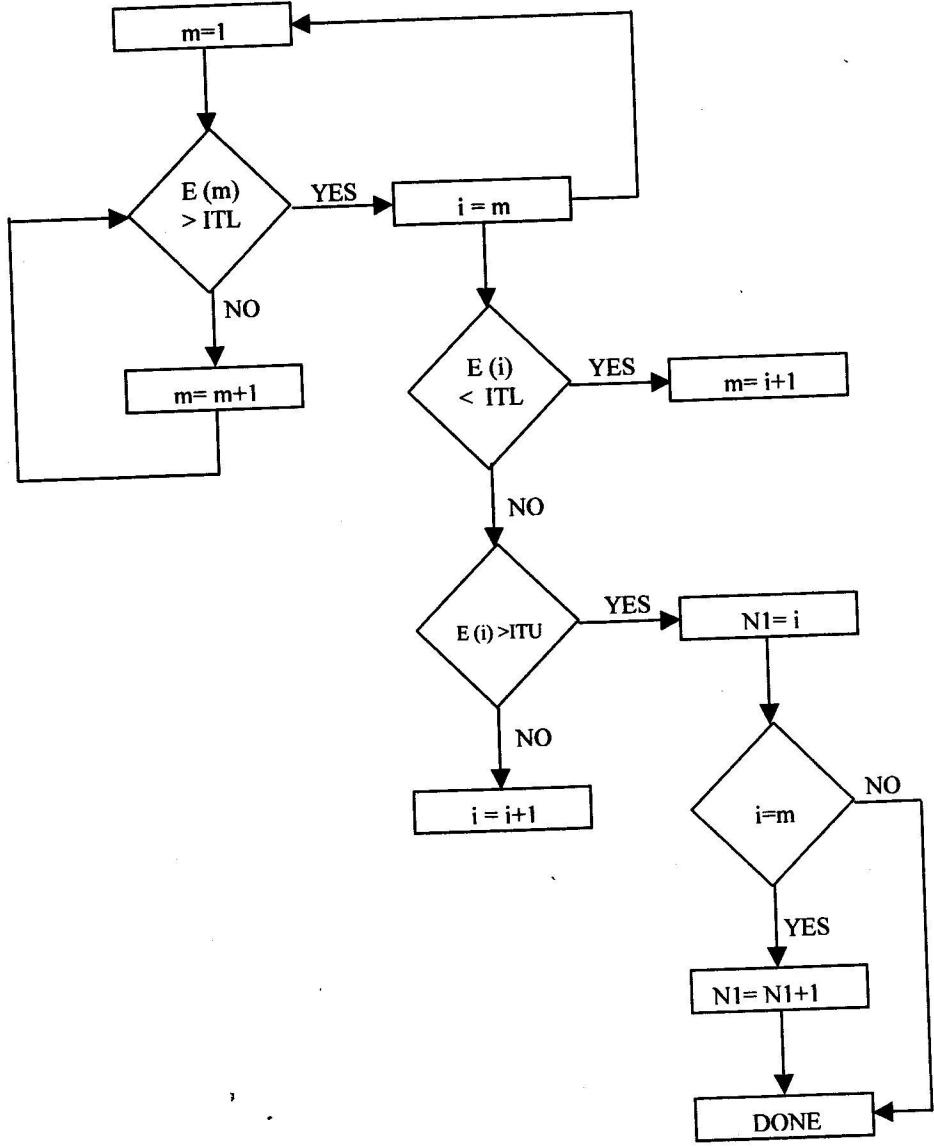 m=1
E (m)
> ITL
YES
i = m
NO
m= m+1
E (i)
< ITL
YES
m= i+1
NO
E (i) >ITU
YES
N1= i
NO
i = i+1
i=m
NO
YES
N1= N1+1
DONE